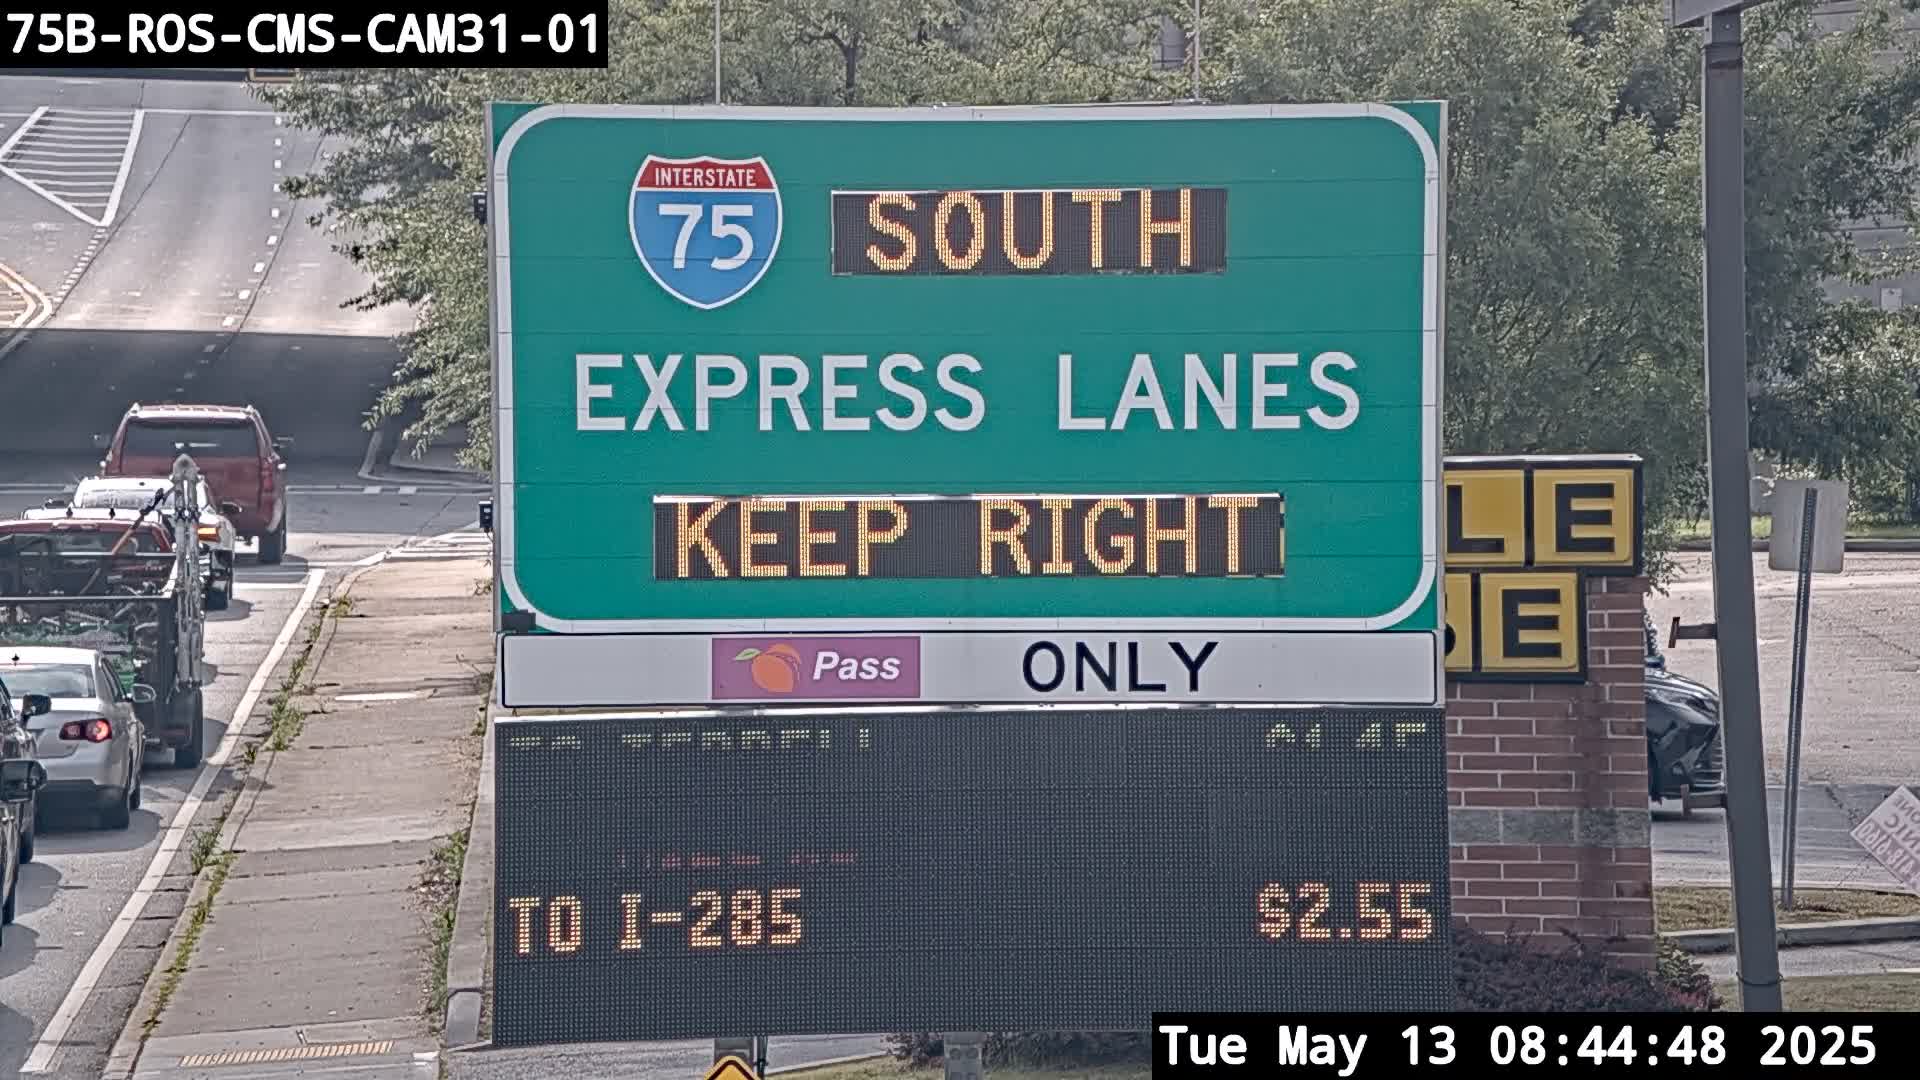 75B-ROS-CMS-CAM31-01
INTERSTATE
75
SOUTH
EXPRESS LANES
KEEP RIGHT
Pass ONLY
TO I-285 $2.55
LE
E
Tue May 13 08:44:48 2025